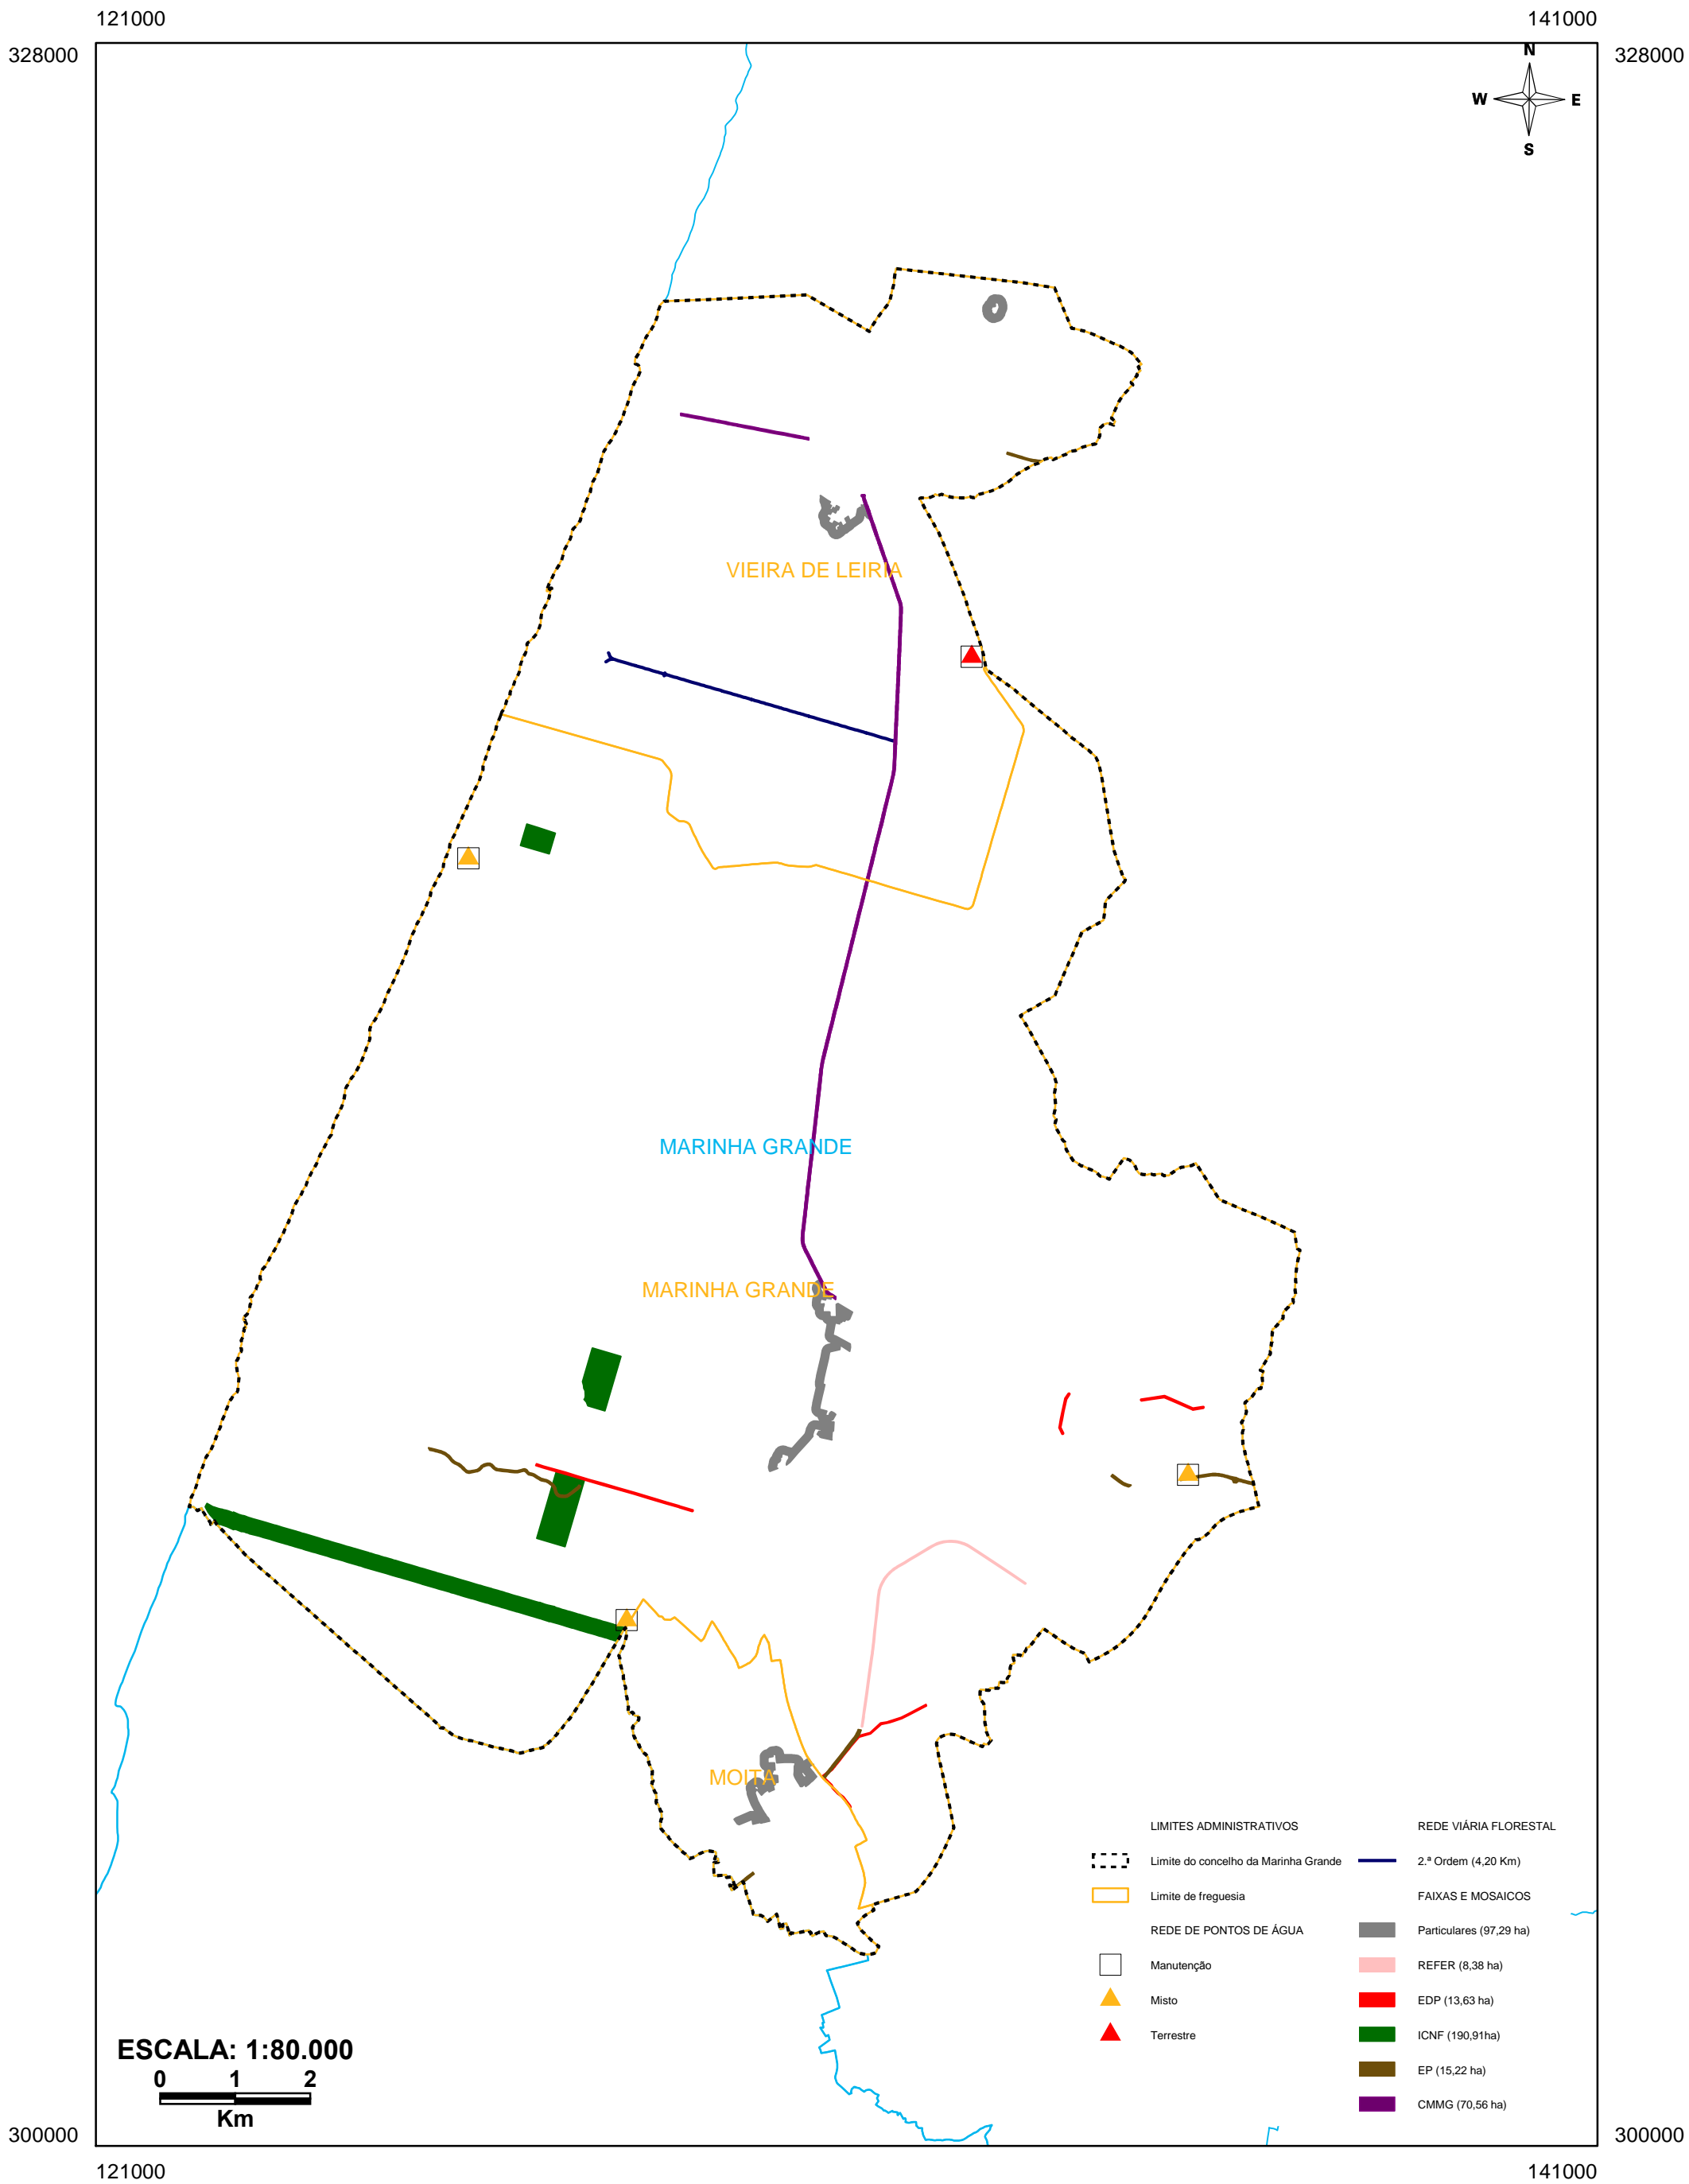 121000
141000
328000
328000
N
W
E
S
VIEIRA DE LEIRIA
MARINHA GRANDE
MARINHA GRANDE
MOITA
LIMITES ADMINISTRATIVOS
Limite do concelho da Marinha Grande
Limite de freguesia
REDE DE PONTOS DE ÁGUA
Manutenção
Misto
Terrestre
REDE VIÁRIA FLORESTAL
2.ª Ordem (4,20 Km)
FAIXAS E MOSAICOS
Particulares (97,29 ha)
REFER (8,38 ha)
EDP (13,63 ha)
ICNF (190,91ha)
EP (15,22 ha)
CMMG (70,56 ha)
ESCALA: 1:80.000
0 1 2
Km
300000
300000
121000
141000